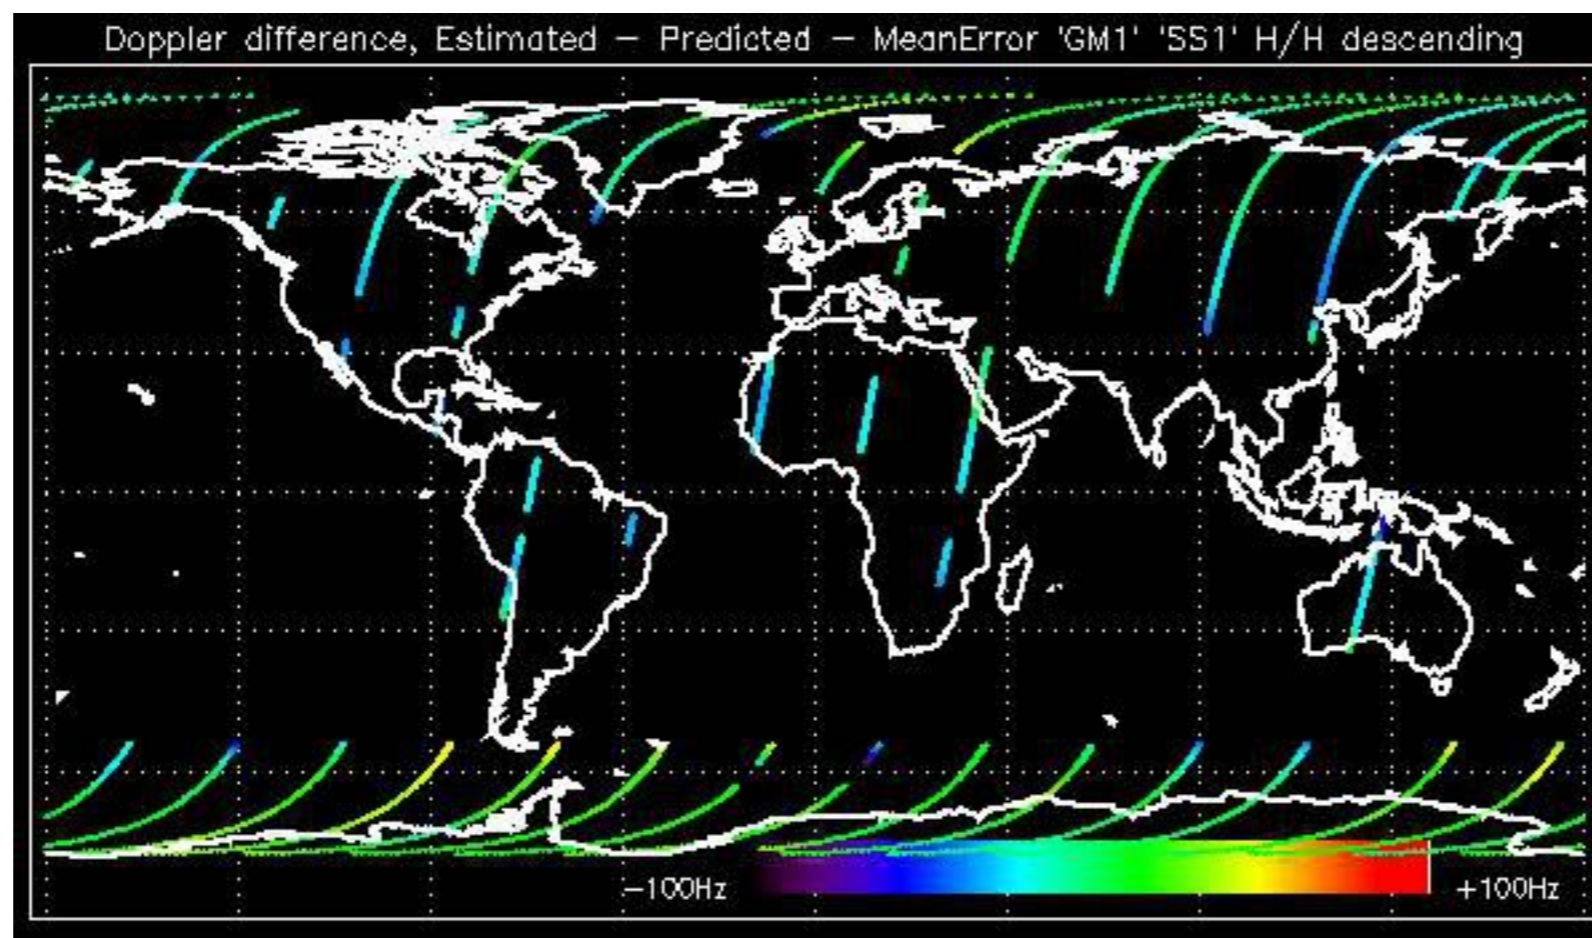 Doppler difference, Estimated – Predicted – MeanError 'GM1' 'SS1' H/H descending
–100Hz +100Hz